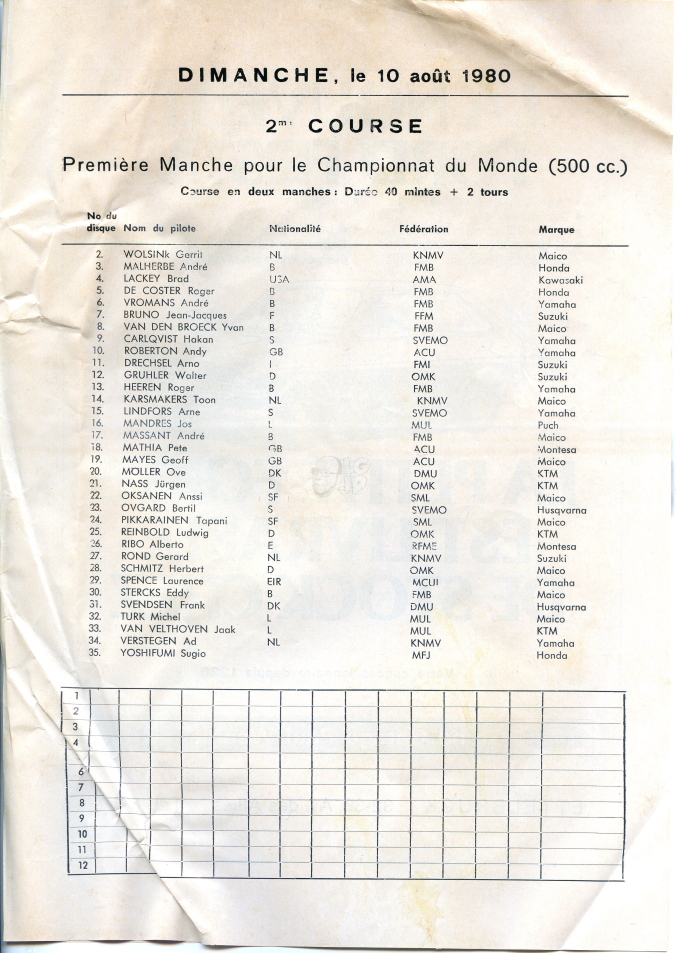 DIMANCHE, le 10 août 1980
2me COURSE
Première Manche pour le Championnat du Monde (500 cc.)
Course en deux manches: Durée 40 mintes + 2 tours
No du
disque Nom du pilote Nationalité Fédération Marque
2. WOLSINk Gerrit NL KNMV Maico
3. MALHERBE André B FMB Honda
4. LACKEY Brad USA AMA Kawasaki
5. DE COSTER Roger B FMB Honda
6. VROMANS André B FMB Yamaha
7. BRUNO Jean-Jacques F FFM Suzuki
8. VAN DEN BROECK Yvan B FMB Maico
9. CARLQVIST Hakan S SVEMO Yamaha
10. ROBERTON Andy GB ACU Yamaha
11. DRECHSEL Arno I FMI Suzuki
12. GRUHLER Walter D OMK Suzuki
13. HEEREN Roger B FMB Yamaha
14. KARSMAKERS Toon NL KNMV Maico
15. LINDFORS Arne S SVEMO Yamaha
16. MANDRES Jos L MUL Puch
17. MASSANT André B FMB Maico
18. MATHIA Pete GB ACU Montesa
19. MAYES Geoff GB ACU Maico
20. MÖLLER Ove DK DMU KTM
21. NASS Jürgen D OMK KTM
22. OKSANEN Anssi SF SML Maico
23. OVGARD Bertil S SVEMO Husqvarna
24. PIKKARAINEN Tapani SF SML Maico
25. REINBOLD Ludwig D OMK KTM
26. RIBO Alberto E RFME Montesa
27. ROND Gerard NL KNMV Suzuki
28. SCHMITZ Herbert D OMK Maico
29. SPENCE Laurence EIR MCUI Yamaha
30. STERCKS Eddy B FMB Maico
31. SVENDSEN Frank DK DMU Husqvarna
32. TURK Michel L MUL Maico
33. VAN VELTHOVEN Jaak L MUL KTM
34. VERSTEGEN Ad NL KNMV Yamaha
35. YOSHIFUMI Sugio MFJ Honda
1
2
3
4
6
7
8
9
10
11
12